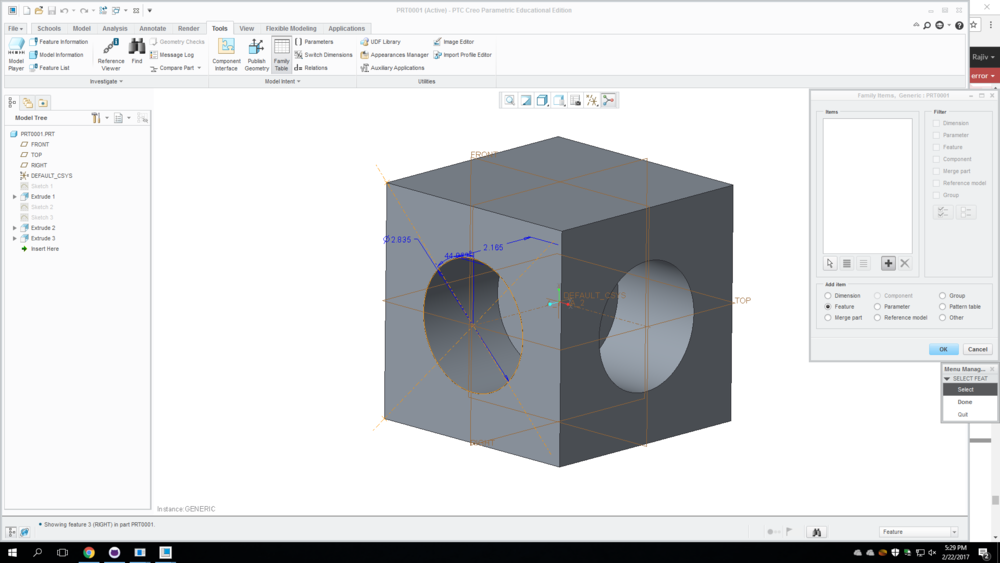 PRT0001 (Active) - PTC Creo Parametric Educational Edition
File
Schools
Model
Analysis
Annotate
Render
Tools
View
Flexible Modeling
Applications
Model Player
Feature Information
Model Information
Feature List
Reference Viewer
Find
Geometry Checks
Message Log
Compare Part
Component Interface
Publish Geometry
Family Table
Parameters
Switch Dimensions
Relations
UDF Library
Appearances Manager
Auxiliary Applications
Image Editor
Import Profile Editor
Investigate
Model Intent
Utilities
Rajiv
error
Model Tree
PRT0001.PRT
FRONT
TOP
RIGHT
DEFAULT_CSYS
Sketch 1
Extrude 1
Sketch 2
Sketch 3
Extrude 2
Extrude 3
Insert Here
FRONT
Ø2.835
2.165
DEFAULT_CSYS
TOP
FRONT
Instance:GENERIC
Family Items, Generic - PRT0001
Items
Filter
Dimension
Parameter
Feature
Component
Merge part
Reference model
Group
Add item
Dimension
Component
Group
Feature
Parameter
Pattern table
Merge part
Reference model
Other
OK
Cancel
Menu Manag...
SELECT FEAT
Select
Done
Quit
Showing feature 3 (RIGHT) in part PRT0001.
Feature
5:29 PM
2/22/2017